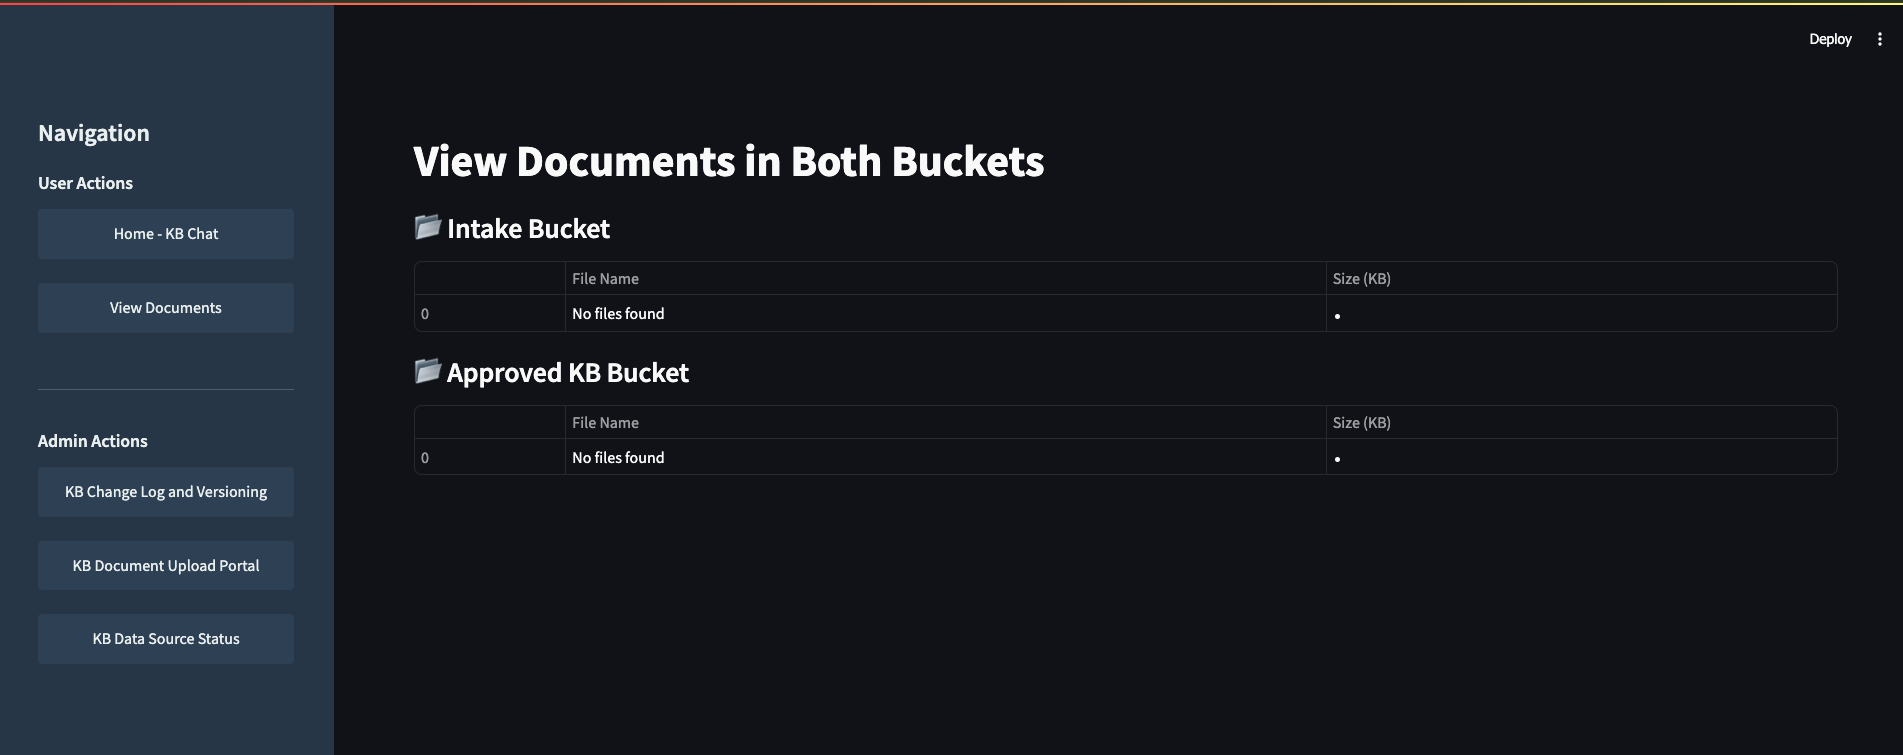 Deploy
Navigation
User Actions
Home - KB Chat
View Documents
Admin Actions
KB Change Log and Versioning
KB Document Upload Portal
KB Data Source Status
View Documents in Both Buckets
Intake Bucket
File Name Size (KB)
0 No files found •
Approved KB Bucket
File Name Size (KB)
0 No files found •